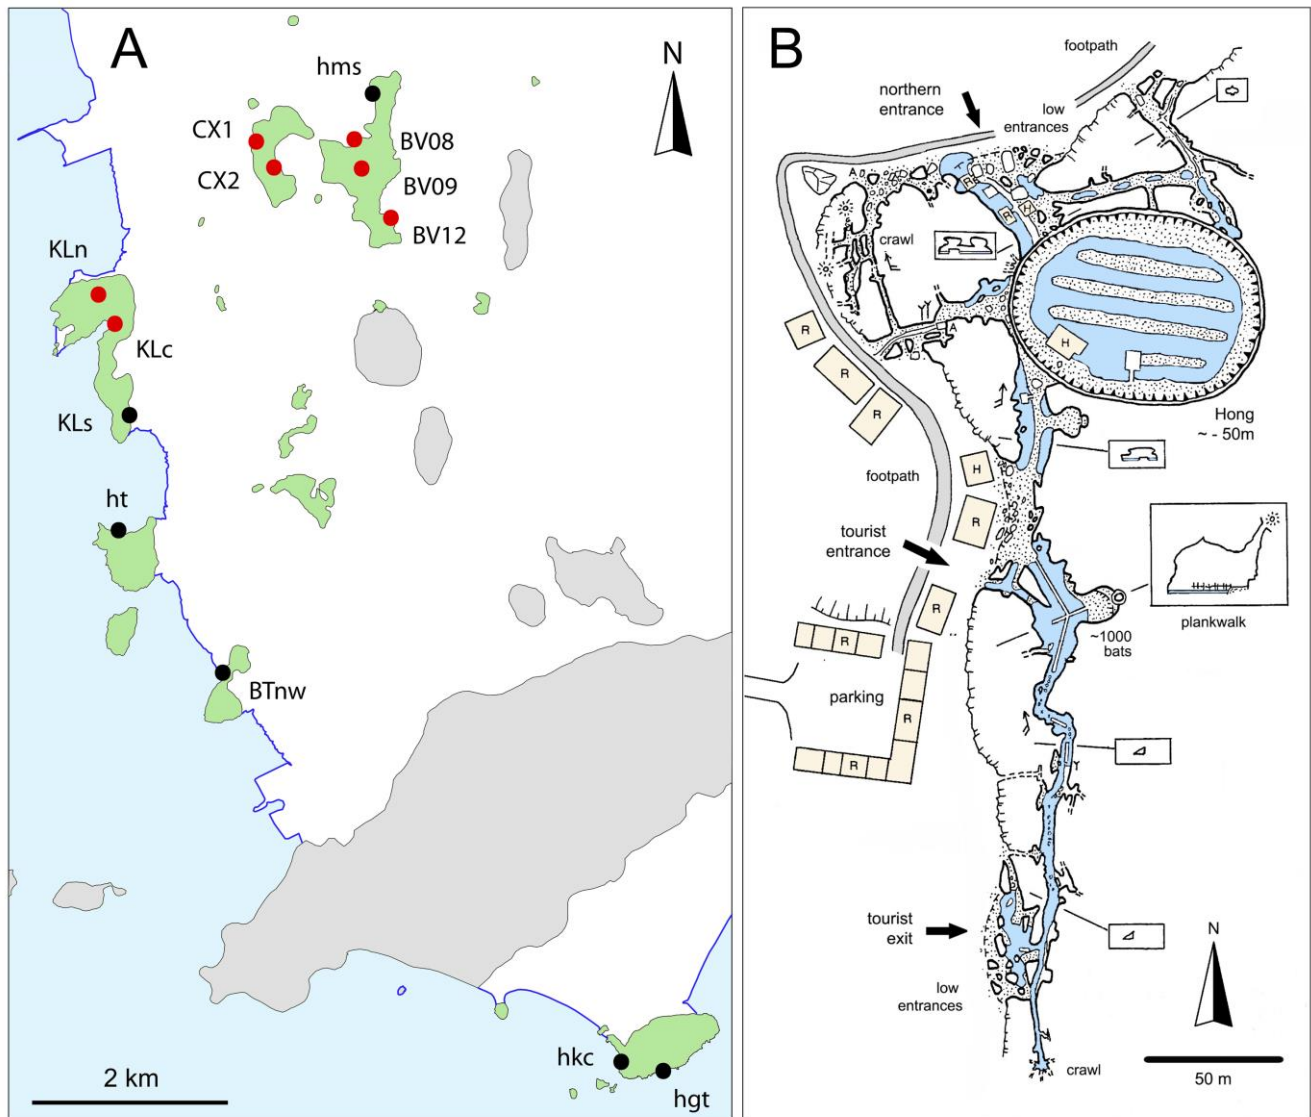 A
N
hms
CX1
CX2
BV08
BV09
BV12
KLn
KLc
KLs
ht
BTnw
2 km
hkc
hgt
B
footpath
northern
entrance
low
entrances
A
R
H
R
crawl
A
R
R
R
H
Hong
~ - 50m
footpath
H
R
tourist
entrance
R
plankwalk
~1000
bats
R
parking
R
R
tourist
exit
low
entrances
N
crawl
50 m